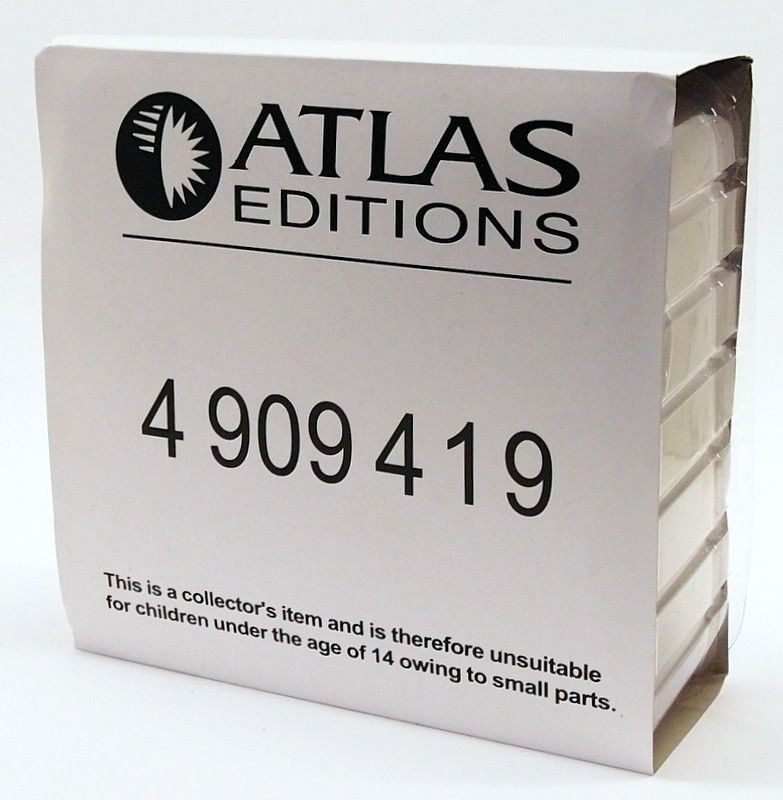 ATLAS
EDITIONS
4 909 419
This is a collector's item and is therefore unsuitable
for children under the age of 14 owing to small parts.